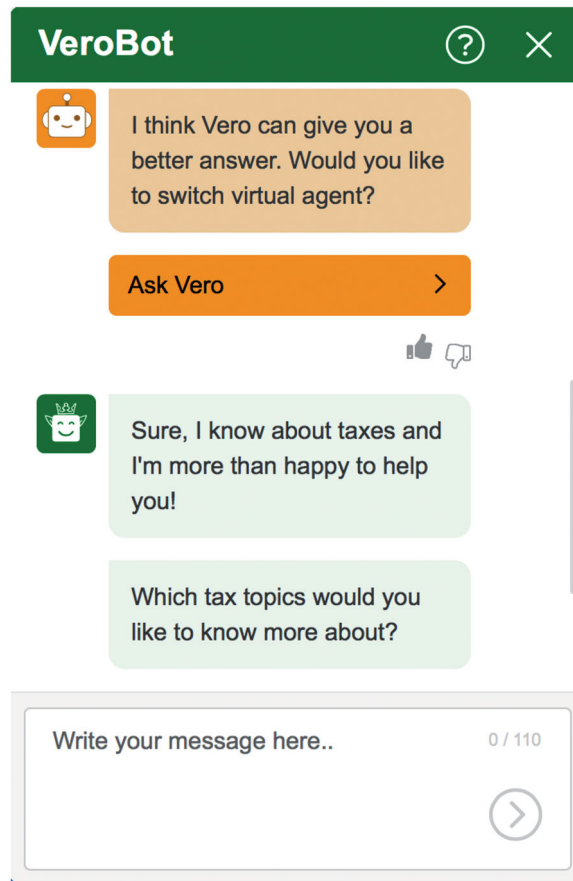 VeroBot
?
I think Vero can give you a
better answer. Would you like
to switch virtual agent?
Ask Vero
Sure, I know about taxes and
I'm more than happy to help
you!
Which tax topics would you
like to know more about?
Write your message here..
0 / 110